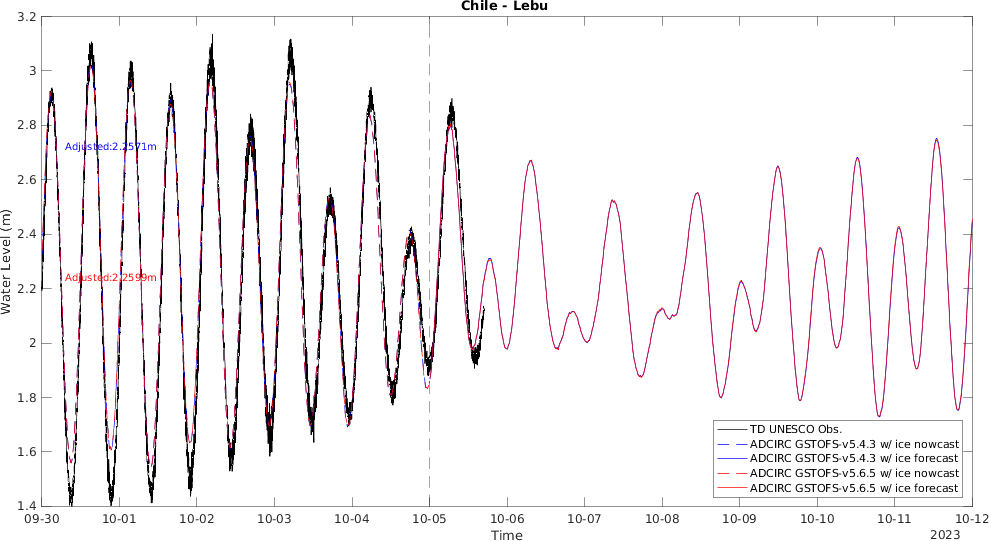 Chile - Lebu
3.2
3
2.8
2.6
2.4
2.2
2
1.8
1.6
1.4
Water Level (m)
Adjusted:2.2571m
Adjusted:2.2599m
TD UNESCO Obs.
ADCIRC GSTOFS-v5.4.3 w/ ice nowcast
ADCIRC GSTOFS-v5.4.3 w/ ice forecast
ADCIRC GSTOFS-v5.6.5 w/ ice nowcast
ADCIRC GSTOFS-v5.6.5 w/ ice forecast
09-30 10-01 10-02 10-03 10-04 10-05 10-06 10-07 10-08 10-09 10-10 10-11 10-12
Time
2023